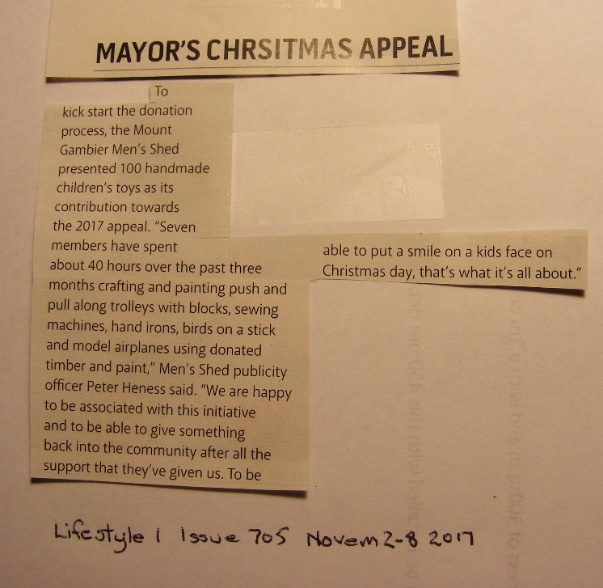 MAYOR'S CHRSITMAS APPEAL
To
kick start the donation
process, the Mount
Gambier Men's Shed
presented 100 handmade
children's toys as its
contribution towards
the 2017 appeal. "Seven
members have spent
about 40 hours over the past three
months crafting and painting push and
pull along trolleys with blocks, sewing
machines, hand irons, birds on a stick
and model airplanes using donated
timber and paint," Men's Shed publicity
officer Peter Heness said. "We are happy
to be associated with this initiative
and to be able to give something
back into the community after all the
support that they've given us. To be
able to put a smile on a kids face on
Christmas day, that's what it's all about."
Lifestyle 1 Issue 705 Novem 2-8 2017